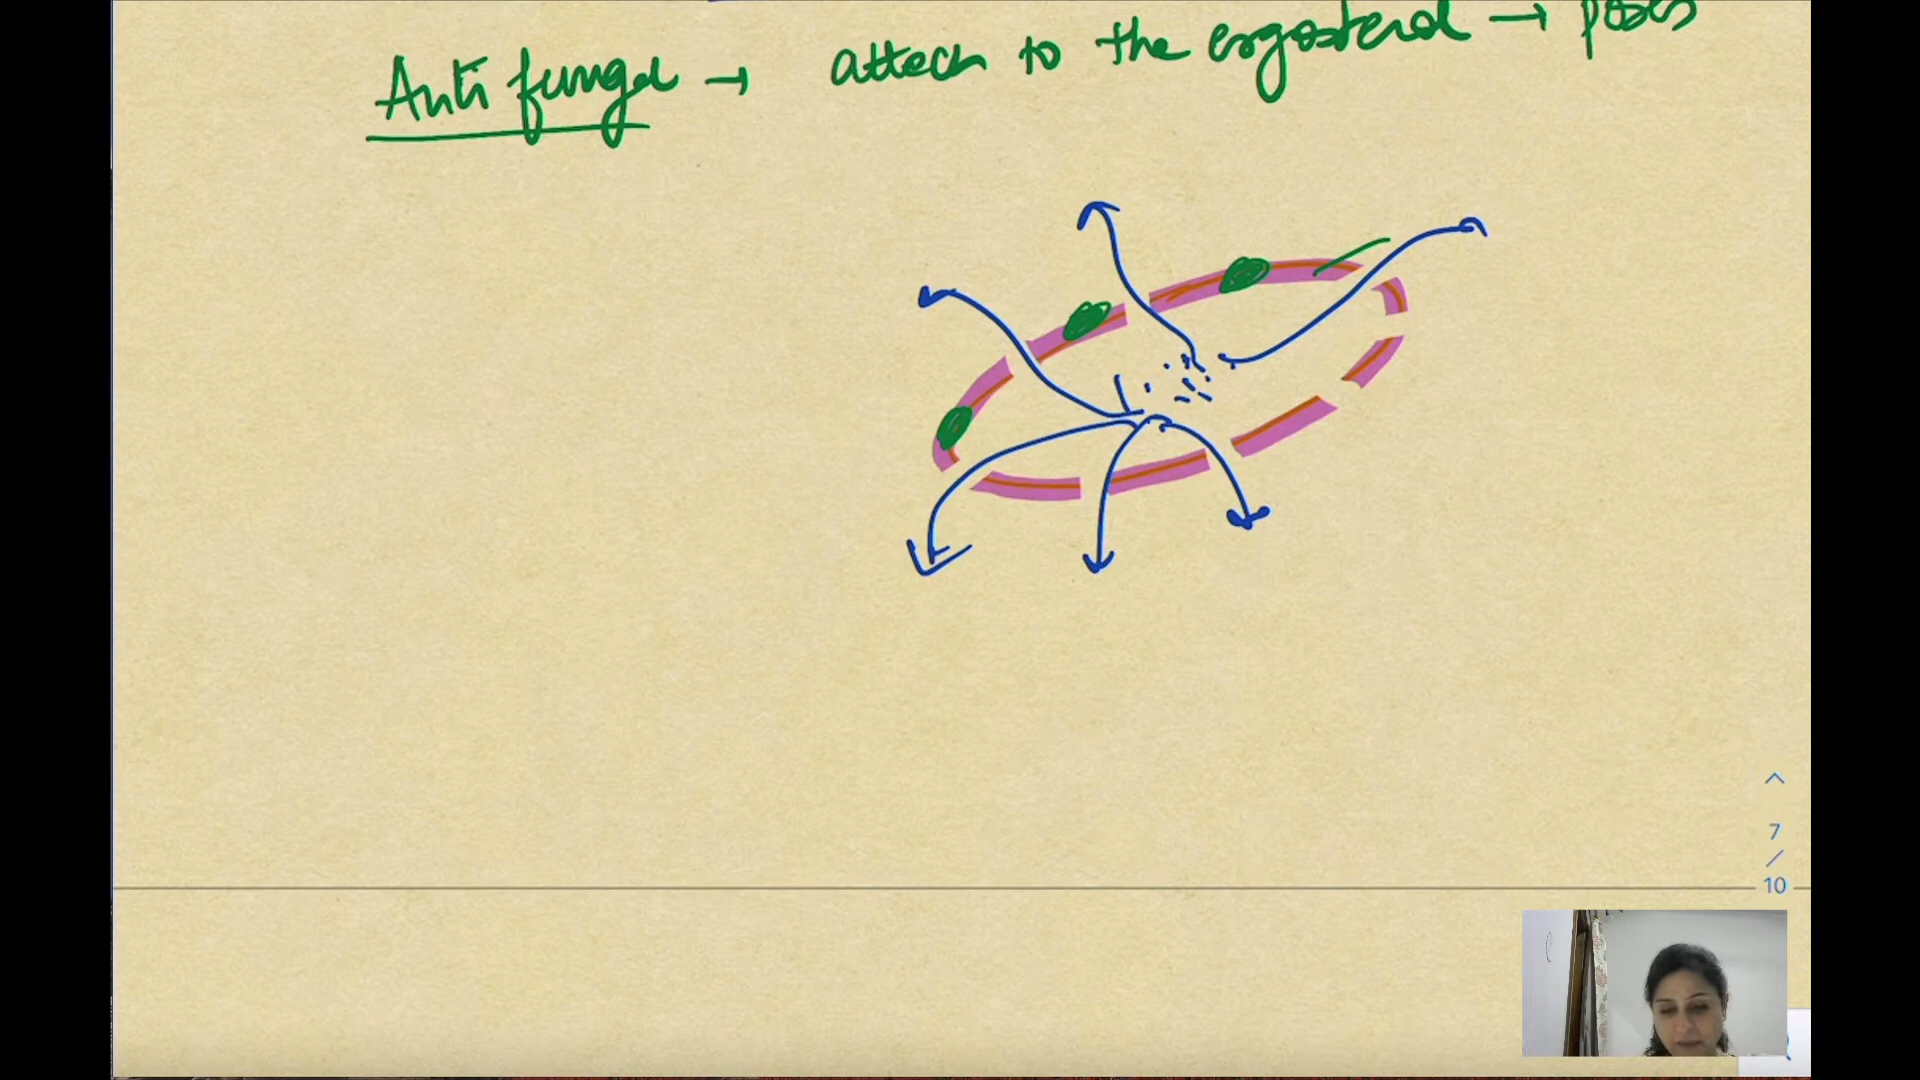 Anti fungal → attach to the ergosterol → pores
7
/
10